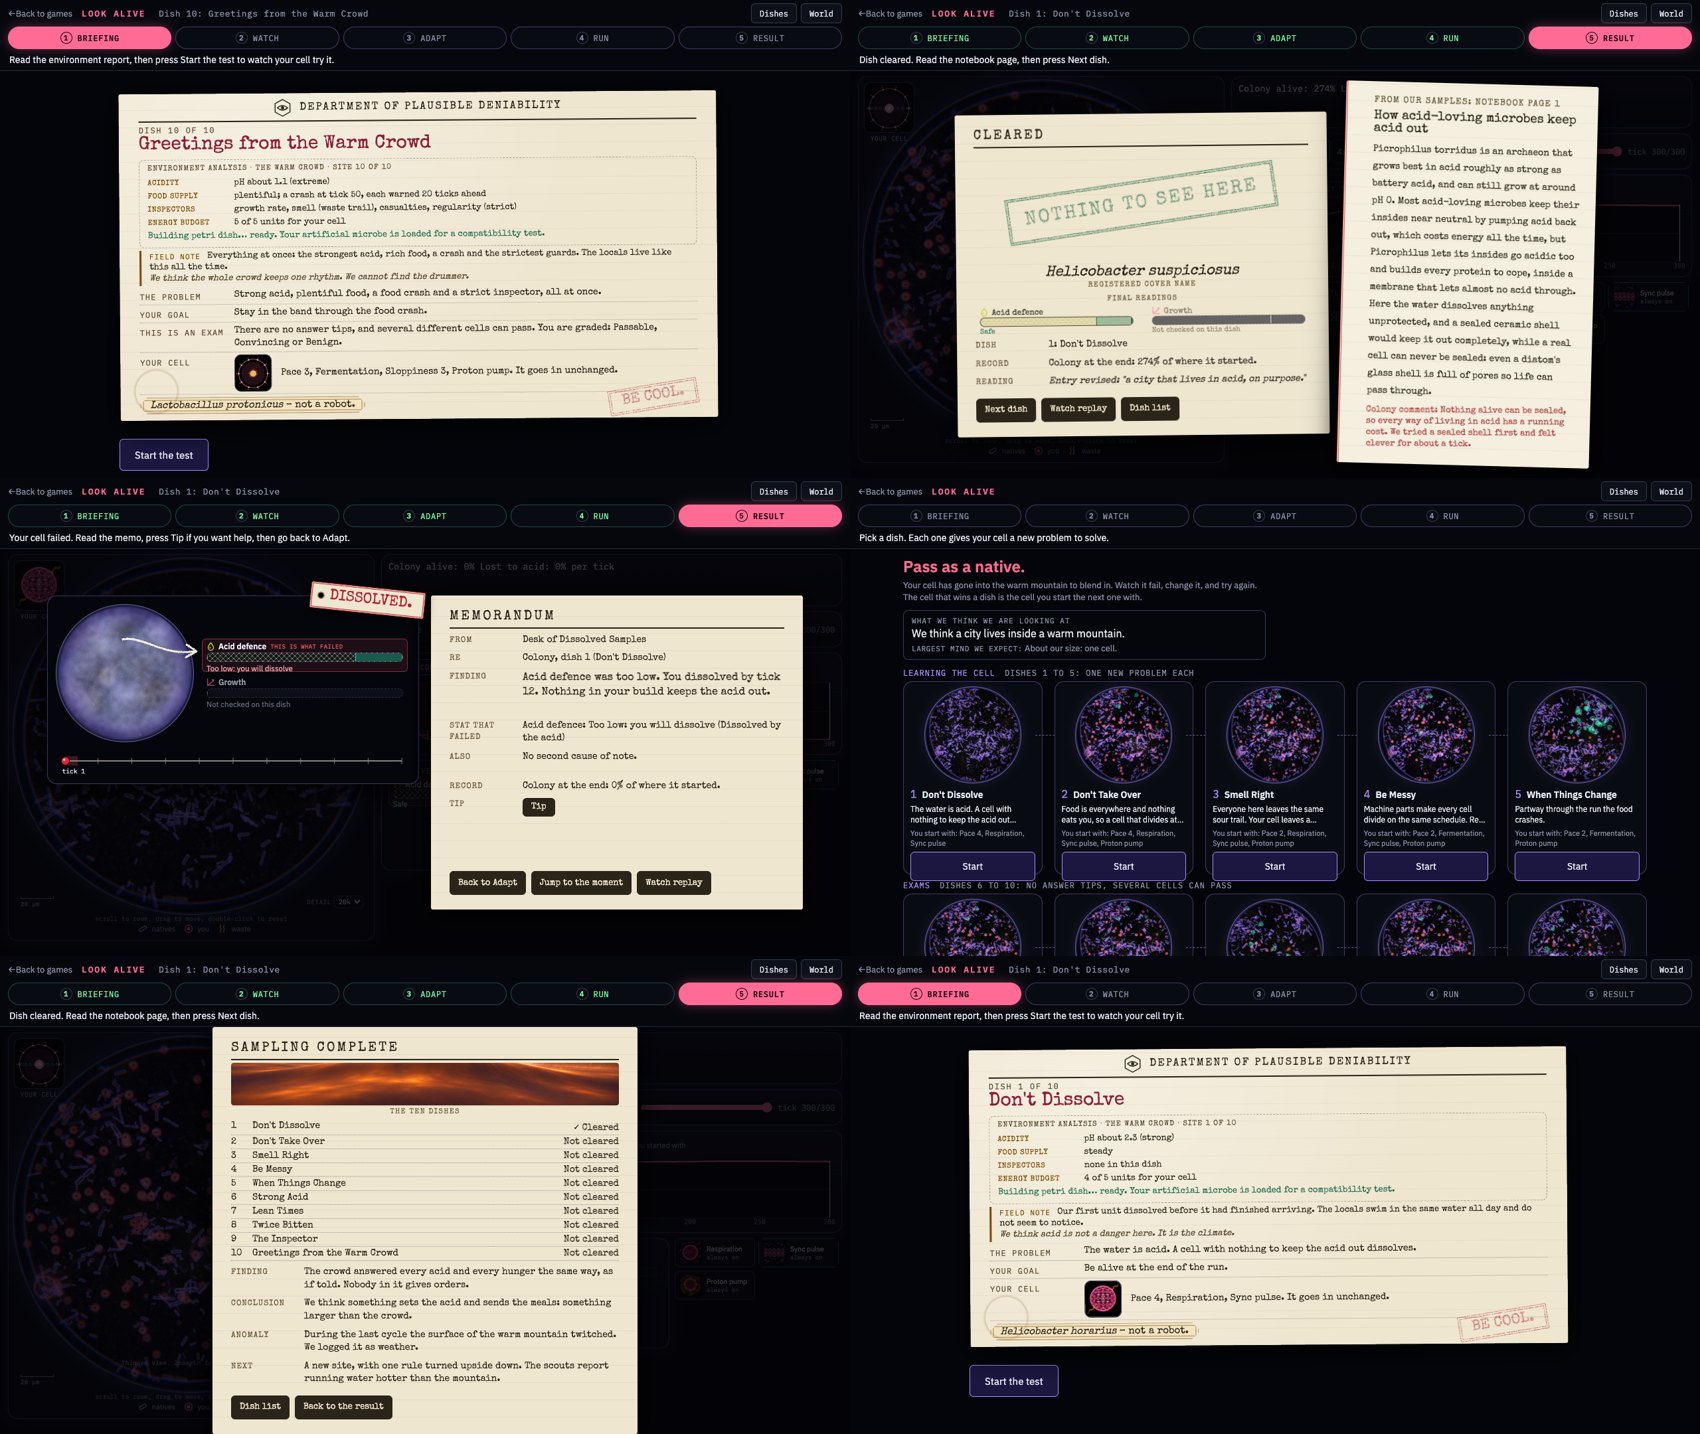 ←Back to games LOOK ALIVE Dish 10: Greetings from the Warm Crowd Dishes World
1 BRIEFING 2 WATCH 3 ADAPT 4 RUN 5 RESULT
Read the environment report, then press Start the test to watch your cell try it.
DEPARTMENT OF PLAUSIBLE DENIABILITY
DISH 10 OF 10
Greetings from the Warm Crowd
ENVIRONMENT ANALYSIS · THE WARM CROWD · SITE 10 OF 10
ACIDITY pH about 1.1 (extreme)
FOOD SUPPLY plentiful; a crash at tick 50, each warned 20 ticks ahead
INSPECTORS growth rate, smell (waste trail), casualties, regularity (strict)
ENERGY BUDGET 5 of 5 units for your cell
Building petri dish... ready. Your artificial microbe is loaded for a compatibility test.
FIELD NOTE Everything at once: the strongest acid, rich food, a crash and the strictest guards. The locals live like
this all the time.
We think the whole crowd keeps one rhythm. We cannot find the drummer.
THE PROBLEM Strong acid, plentiful food, a food crash and a strict inspector, all at once.
YOUR GOAL Stay in the band through the food crash.
THIS IS AN EXAM There are no answer tips, and several different cells can pass. You are graded: Passable,
Convincing or Benign.
YOUR CELL Pace 3, Fermentation, Sloppiness 3, Proton pump. It goes in unchanged.
Lactobacillus protonicus – not a robot.
BE COOL.
Start the test
←Back to games LOOK ALIVE Dish 1: Don't Dissolve Dishes World
1 BRIEFING 2 WATCH 3 ADAPT 4 RUN 5 RESULT
Dish cleared. Read the notebook page, then press Next dish.
YOUR CELL
Colony alive: 274%
tick 300/300
250 300
Sync pulse
always on
20 µm
natives you waste
CLEARED
NOTHING TO SEE HERE
Helicobacter suspiciosus
REGISTERED COVER NAME
FINAL READINGS
Acid defence Growth
Safe Not checked on this dish
DISH 1: Don't Dissolve
RECORD Colony at the end: 274% of where it started.
READING Entry revised: "a city that lives in acid, on purpose."
Next dish Watch replay Dish list
FROM OUR SAMPLES: NOTEBOOK PAGE 1
How acid-loving microbes keep
acid out
Picrophilus torridus is an archaeon that
grows best in acid roughly as strong as
battery acid, and can still grow at around
pH 0. Most acid-loving microbes keep their
insides near neutral by pumping acid back
out, which costs energy all the time, but
Picrophilus lets its insides go acidic too
and builds every protein to cope, inside a
membrane that lets almost no acid through.
Here the water dissolves anything
unprotected, and a sealed ceramic shell
would keep it out completely, while a real
cell can never be sealed: even a diatom's
glass shell is full of pores so life can
pass through.
Colony comment: Nothing alive can be sealed,
so every way of living in acid has a running
cost. We tried a sealed shell first and felt
clever for about a tick.
←Back to games LOOK ALIVE Dish 1: Don't Dissolve Dishes World
1 BRIEFING 2 WATCH 3 ADAPT 4 RUN 5 RESULT
Your cell failed. Read the memo, press Tip if you want help, then go back to Adapt.
Colony alive: 0% Lost to acid: 0% per tick
DISSOLVED.
Acid defence THIS IS WHAT FAILED
Too low: you will dissolve
Growth
Not checked on this dish
tick 1
20 µm
DETAIL 20k
scroll to zoom, drag to move, double-click to reset
natives you waste
MEMORANDUM
FROM Desk of Dissolved Samples
RE Colony, dish 1 (Don't Dissolve)
FINDING Acid defence was too low. You dissolved by tick
12. Nothing in your build keeps the acid out.
STAT THAT FAILED Acid defence: Too low: you will dissolve (Dissolved by
the acid)
ALSO No second cause of note.
RECORD Colony at the end: 0% of where it started.
TIP Tip
Back to Adapt Jump to the moment Watch replay
←Back to games LOOK ALIVE Dishes World
1 BRIEFING 2 WATCH 3 ADAPT 4 RUN 5 RESULT
Pick a dish. Each one gives your cell a new problem to solve.
Pass as a native.
Your cell has gone into the warm mountain to blend in. Watch it fail, change it, and try again.
The cell that wins a dish is the cell you start the next one with.
WHAT WE THINK WE ARE LOOKING AT
We think a city lives inside a warm mountain.
LARGEST MIND WE EXPECT: About our size: one cell.
LEARNING THE CELL DISHES 1 TO 5: ONE NEW PROBLEM EACH
1 Don't Dissolve
The water is acid. A cell with
nothing to keep the acid out…
You start with: Pace 4, Respiration,
Sync pulse
Start
2 Don't Take Over
Food is everywhere and nothing
eats you, so a cell that divides at…
You start with: Pace 4, Respiration,
Sync pulse, Proton pump
Start
3 Smell Right
Everyone here leaves the same
sour trail. Your cell leaves a…
You start with: Pace 2, Respiration,
Sync pulse, Proton pump
Start
4 Be Messy
Machine parts make every cell
divide on the same schedule. Re…
You start with: Pace 2, Fermentation,
Sync pulse, Proton pump
Start
5 When Things Change
Partway through the run the food
crashes.
You start with: Pace 2, Fermentation,
Proton pump
Start
EXAMS DISHES 6 TO 10: NO ANSWER TIPS, SEVERAL CELLS CAN PASS
←Back to games LOOK ALIVE Dish 1: Don't Dissolve Dishes World
1 BRIEFING 2 WATCH 3 ADAPT 4 RUN 5 RESULT
Dish cleared. Read the notebook page, then press Next dish.
YOUR CELL
tick 300/300
200 250 300
Respiration
always on
Sync pulse
always on
Proton pump
always on
20 µm
SAMPLING COMPLETE
THE TEN DISHES
1 Don't Dissolve ✓ Cleared
2 Don't Take Over Not cleared
3 Smell Right Not cleared
4 Be Messy Not cleared
5 When Things Change Not cleared
6 Strong Acid Not cleared
7 Lean Times Not cleared
8 Twice Bitten Not cleared
9 The Inspector Not cleared
10 Greetings from the Warm Crowd Not cleared
FINDING The crowd answered every acid and every hunger the same way, as
if told. Nobody in it gives orders.
CONCLUSION We think something sets the acid and sends the meals: something
larger than the crowd.
ANOMALY During the last cycle the surface of the warm mountain twitched.
We logged it as weather.
NEXT A new site, with one rule turned upside down. The scouts report
running water hotter than the mountain.
Dish list Back to the result
←Back to games LOOK ALIVE Dish 1: Don't Dissolve Dishes World
1 BRIEFING 2 WATCH 3 ADAPT 4 RUN 5 RESULT
Read the environment report, then press Start the test to watch your cell try it.
DEPARTMENT OF PLAUSIBLE DENIABILITY
DISH 1 OF 10
Don't Dissolve
ENVIRONMENT ANALYSIS · THE WARM CROWD · SITE 1 OF 10
ACIDITY pH about 2.3 (strong)
FOOD SUPPLY steady
INSPECTORS none in this dish
ENERGY BUDGET 4 of 5 units for your cell
Building petri dish... ready. Your artificial microbe is loaded for a compatibility test.
FIELD NOTE Our first unit dissolved before it had finished arriving. The locals swim in the same water all day and do
not seem to notice.
We think acid is not a danger here. It is the climate.
THE PROBLEM The water is acid. A cell with nothing to keep the acid out dissolves.
YOUR GOAL Be alive at the end of the run.
YOUR CELL Pace 4, Respiration, Sync pulse. It goes in unchanged.
Helicobacter horarius – not a robot.
BE COOL.
Start the test